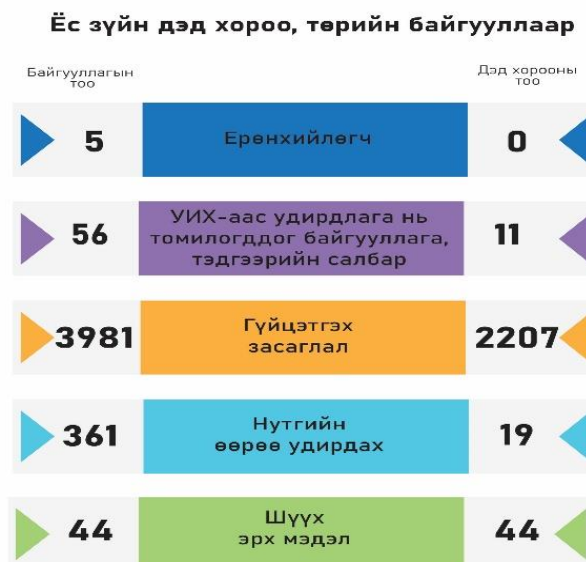 Ёс зүйн дэд хороо, төрийн байгууллаар
Байгууллагын
тоо
Дэд хорооны
тоо
5
Ерөнхийлөгч
0
56
УИХ-аас удирдлага нь
томилогддог байгууллага,
тэдгээрийн салбар
11
3981
Гүйцэтгэх
засаглал
2207
361
Нутгийн
өөрөө удирдах
19
44
Шүүх
эрх мэдэл
44